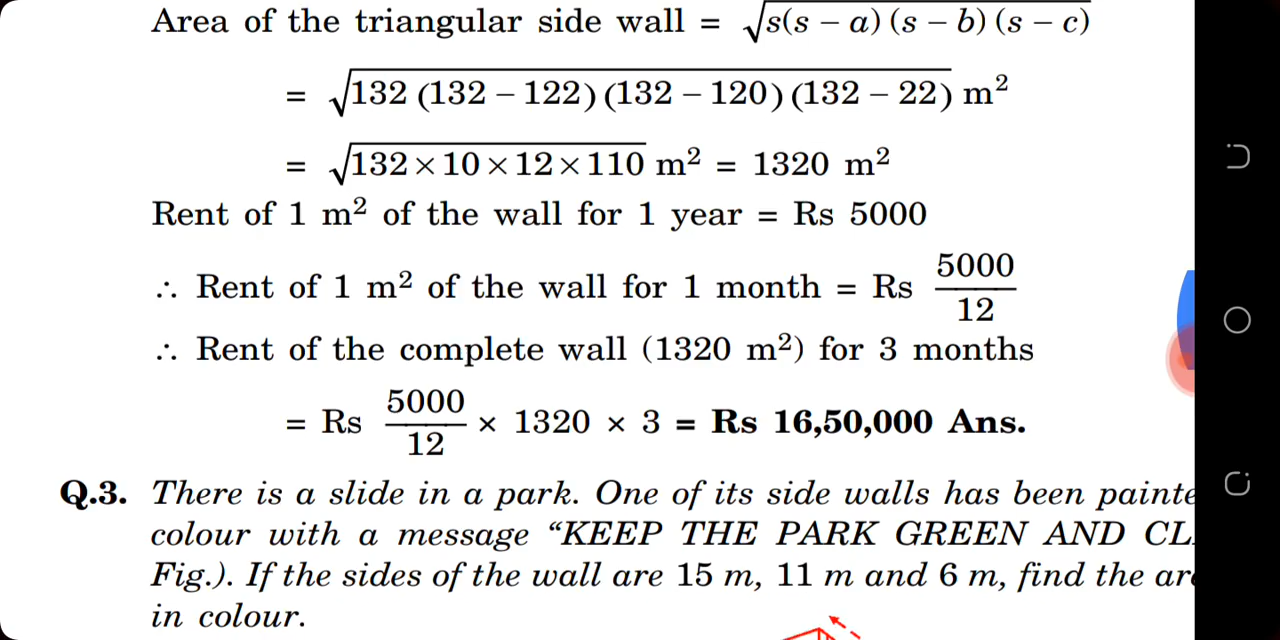 Area of the triangular side wall = √s(s − a) (s − b) (s − c)
= √132 (132 − 122) (132 − 120) (132 − 22) m²
= √132 × 10 × 12 × 110 m² = 1320 m²
Rent of 1 m² of the wall for 1 year = Rs 5000
∴ Rent of 1 m² of the wall for 1 month = Rs 5000/12
∴ Rent of the complete wall (1320 m²) for 3 months
= Rs 5000/12 × 1320 × 3 = Rs 16,50,000 Ans.
Q.3. There is a slide in a park. One of its side walls has been painte
colour with a message “KEEP THE PARK GREEN AND CL
Fig.). If the sides of the wall are 15 m, 11 m and 6 m, find the are
in colour.